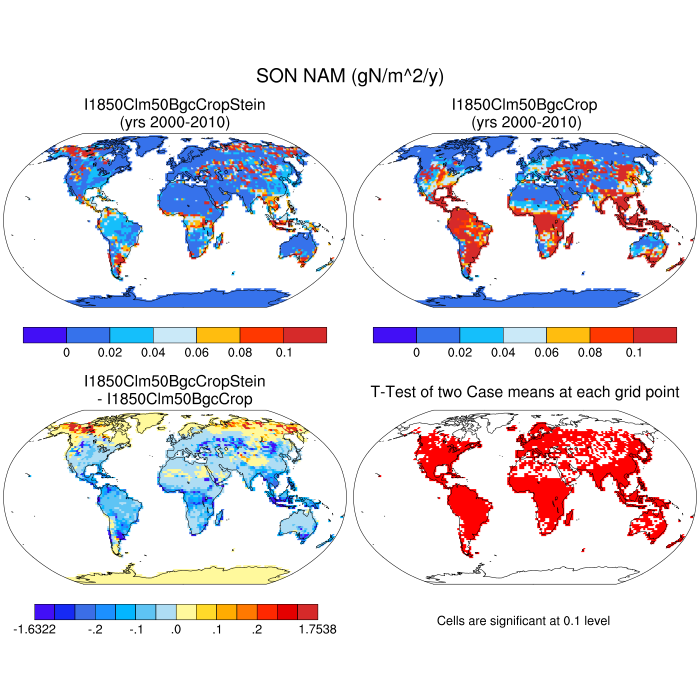 SON NAM (gN/m^2/y)
I1850Clm50BgcCropStein
(yrs 2000-2010)
I1850Clm50BgcCrop
(yrs 2000-2010)
0 0.02 0.04 0.06 0.08 0.1
0 0.02 0.04 0.06 0.08 0.1
I1850Clm50BgcCropStein
- I1850Clm50BgcCrop
T-Test of two Case means at each grid point
-1.6322 -.2 -.1 .0 .1 .2 1.7538
Cells are significant at 0.1 level